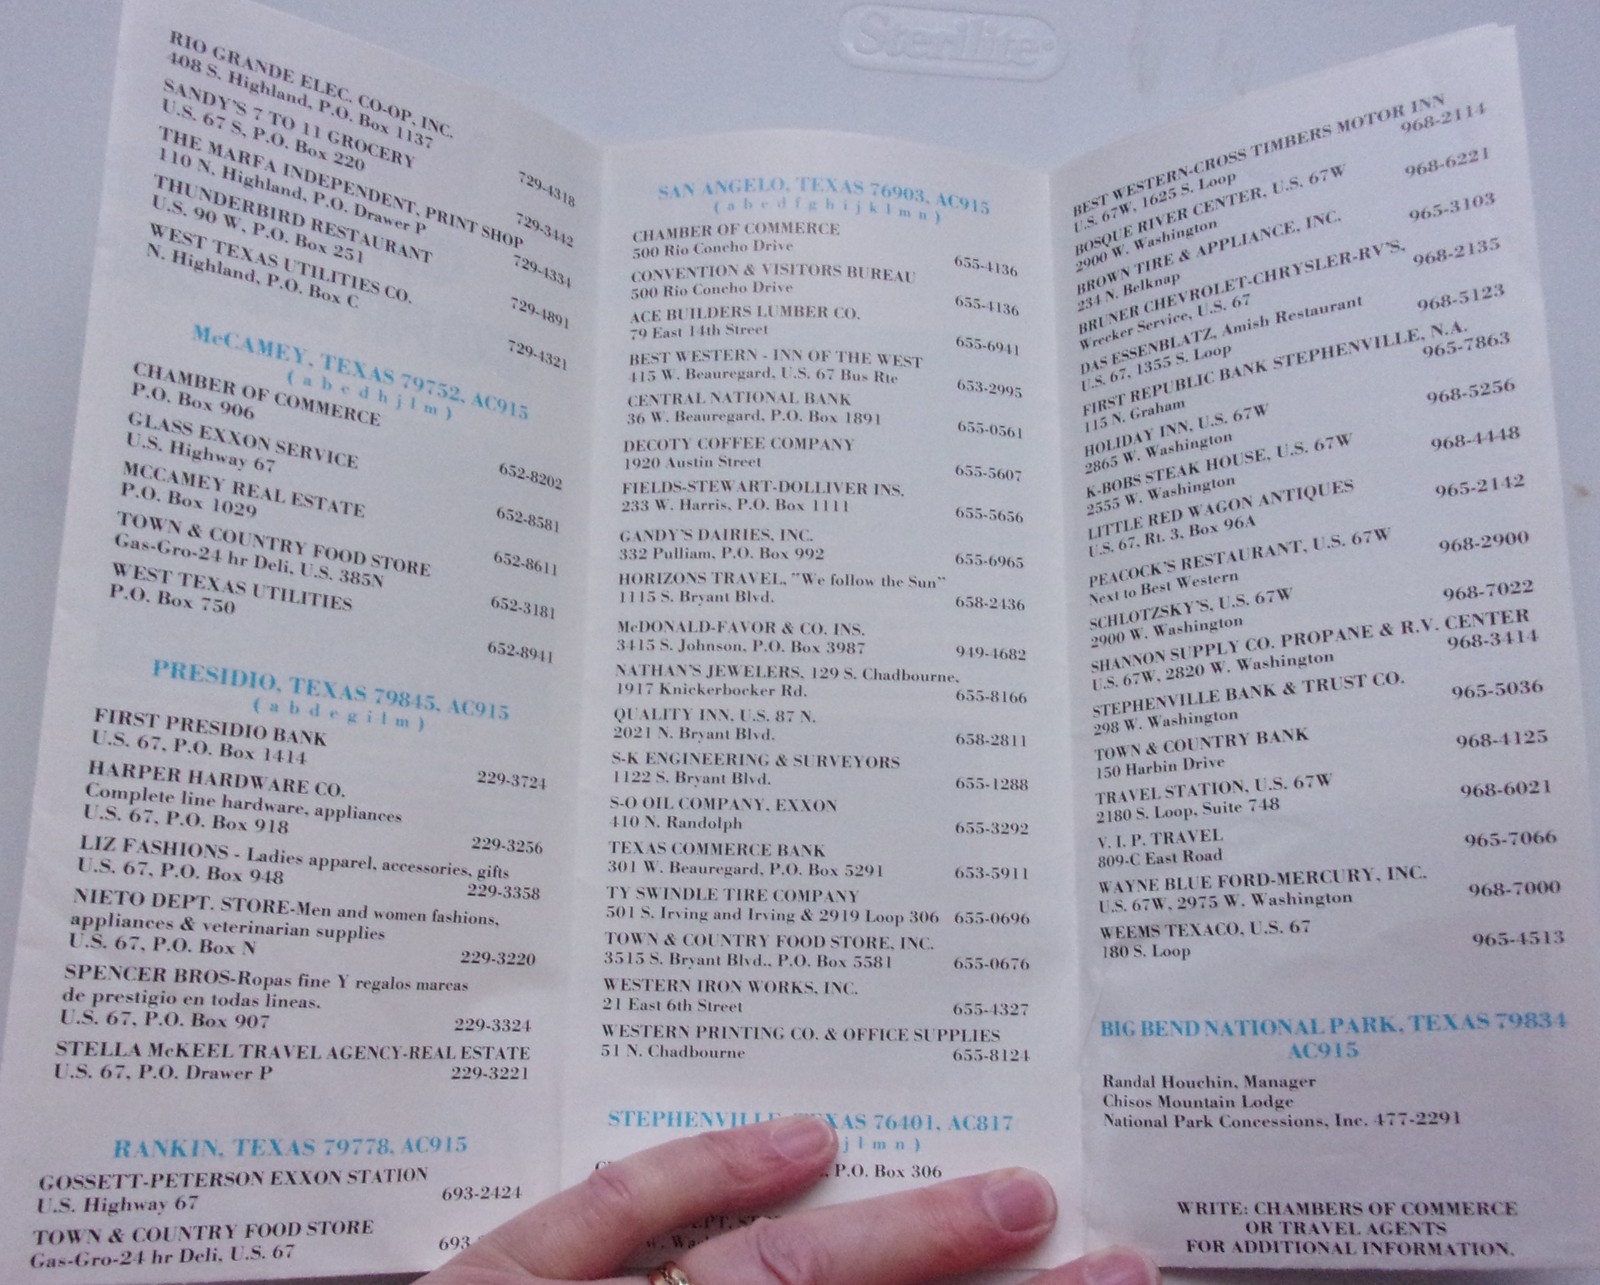 Sterilite
RIO GRANDE ELEC. CO-OP, INC.
408 S. Highland, P.O. Box 1137 729-4318
SANDY'S 7 TO 11 GROCERY
U.S. 67 S, P.O. Box 220 729-3442
THE MARFA INDEPENDENT, PRINT SHOP
110 N. Highland, P.O. Drawer P 729-4334
THUNDERBIRD RESTAURANT
U.S. 90 W, P.O. Box 251 729-4891
WEST TEXAS UTILITIES CO.
N. Highland, P.O. Box C 729-4321
McCAMEY, TEXAS 79752, AC915
( a b c d h j l m )
CHAMBER OF COMMERCE
P.O. Box 906 652-8202
GLASS EXXON SERVICE
U.S. Highway 67 652-8581
MCCAMEY REAL ESTATE
P.O. Box 1029 652-8611
TOWN & COUNTRY FOOD STORE
Gas-Gro-24 hr Deli, U.S. 385N 652-3181
WEST TEXAS UTILITIES
P.O. Box 750 652-8941
PRESIDIO, TEXAS 79845, AC915
( a b d e g i l m )
FIRST PRESIDIO BANK
U.S. 67, P.O. Box 1414 229-3724
HARPER HARDWARE CO.
Complete line hardware, appliances
U.S. 67, P.O. Box 918 229-3256
LIZ FASHIONS - Ladies apparel, accessories, gifts
U.S. 67, P.O. Box 948 229-3358
NIETO DEPT. STORE-Men and women fashions,
appliances & veterinarian supplies
U.S. 67, P.O. Box N 229-3220
SPENCER BROS-Ropas fine Y regalos marcas
de prestigio en todas lineas.
U.S. 67, P.O. Box 907 229-3324
STELLA McKEEL TRAVEL AGENCY-REAL ESTATE
U.S. 67, P.O. Drawer P 229-3221
RANKIN, TEXAS 79778, AC915
GOSSETT-PETERSON EXXON STATION
U.S. Highway 67 693-2424
TOWN & COUNTRY FOOD STORE
Gas-Gro-24 hr Deli, U.S. 67 693-
SAN ANGELO, TEXAS 76903, AC915
( a b c d f g h i j k l m n )
CHAMBER OF COMMERCE
500 Rio Concho Drive 655-4136
CONVENTION & VISITORS BUREAU
500 Rio Concho Drive 655-4136
ACE BUILDERS LUMBER CO.
79 East 14th Street 655-6941
BEST WESTERN - INN OF THE WEST
415 W. Beauregard, U.S. 67 Bus Rte 653-2995
CENTRAL NATIONAL BANK
36 W. Beauregard, P.O. Box 1891 655-0561
DECOTY COFFEE COMPANY
1920 Austin Street 655-5607
FIELDS-STEWART-DOLLIVER INS.
233 W. Harris, P.O. Box 1111 655-5656
GANDY'S DAIRIES, INC.
332 Pulliam, P.O. Box 992 655-6965
HORIZONS TRAVEL, "We follow the Sun"
1115 S. Bryant Blvd. 658-2436
McDONALD-FAVOR & CO. INS.
3415 S. Johnson, P.O. Box 3987 949-4682
NATHAN'S JEWELERS, 129 S. Chadbourne,
1917 Knickerbocker Rd. 655-8166
QUALITY INN, U.S. 87 N.
2021 N. Bryant Blvd. 658-2811
S-K ENGINEERING & SURVEYORS
1122 S. Bryant Blvd. 655-1288
S-O OIL COMPANY, EXXON
410 N. Randolph 655-3292
TEXAS COMMERCE BANK
301 W. Beauregard, P.O. Box 5291 653-5911
TY SWINDLE TIRE COMPANY
501 S. Irving and Irving & 2919 Loop 306 655-0696
TOWN & COUNTRY FOOD STORE, INC.
3515 S. Bryant Blvd., P.O. Box 5581 655-0676
WESTERN IRON WORKS, INC.
21 East 6th Street 655-4327
WESTERN PRINTING CO. & OFFICE SUPPLIES
51 N. Chadbourne 655-8124
STEPHENVILLE, TEXAS 76401, AC817
j l m n )
P.O. Box 306
BEST WESTERN-CROSS TIMBERS MOTOR INN
U.S. 67W, 1625 S. Loop 968-2114
BOSQUE RIVER CENTER, U.S. 67W
2900 W. Washington 968-6221
BROWN TIRE & APPLIANCE, INC.
234 N. Belknap 965-3103
BRUNER CHEVROLET-CHRYSLER-RV'S,
Wrecker Service, U.S. 67 968-2135
DAS ESSENBLATZ, Amish Restaurant
U.S. 67, 1355 S. Loop 968-5123
FIRST REPUBLIC BANK STEPHENVILLE, N.A.
115 N. Graham 965-7863
HOLIDAY INN, U.S. 67W
2865 W. Washington 968-5256
K-BOBS STEAK HOUSE, U.S. 67W
2555 W. Washington 968-4448
LITTLE RED WAGON ANTIQUES
U.S. 67, Rt. 3, Box 96A 965-2142
PEACOCK'S RESTAURANT, U.S. 67W
Next to Best Western 968-2900
SCHLOTZSKY'S, U.S. 67W
2900 W. Washington 968-7022
SHANNON SUPPLY CO. PROPANE & R.V. CENTER
U.S. 67W, 2820 W. Washington 968-3414
STEPHENVILLE BANK & TRUST CO.
298 W. Washington 965-5036
TOWN & COUNTRY BANK
150 Harbin Drive 968-4125
TRAVEL STATION, U.S. 67W
2180 S. Loop, Suite 748 968-6021
V. I. P. TRAVEL
809-C East Road 965-7066
WAYNE BLUE FORD-MERCURY, INC.
U.S. 67W, 2975 W. Washington 968-7000
WEEMS TEXACO, U.S. 67
180 S. Loop 965-4513
BIG BEND NATIONAL PARK, TEXAS 79834
AC915
Randal Houchin, Manager
Chisos Mountain Lodge
National Park Concessions, Inc. 477-2291
WRITE: CHAMBERS OF COMMERCE
OR TRAVEL AGENTS
FOR ADDITIONAL INFORMATION.